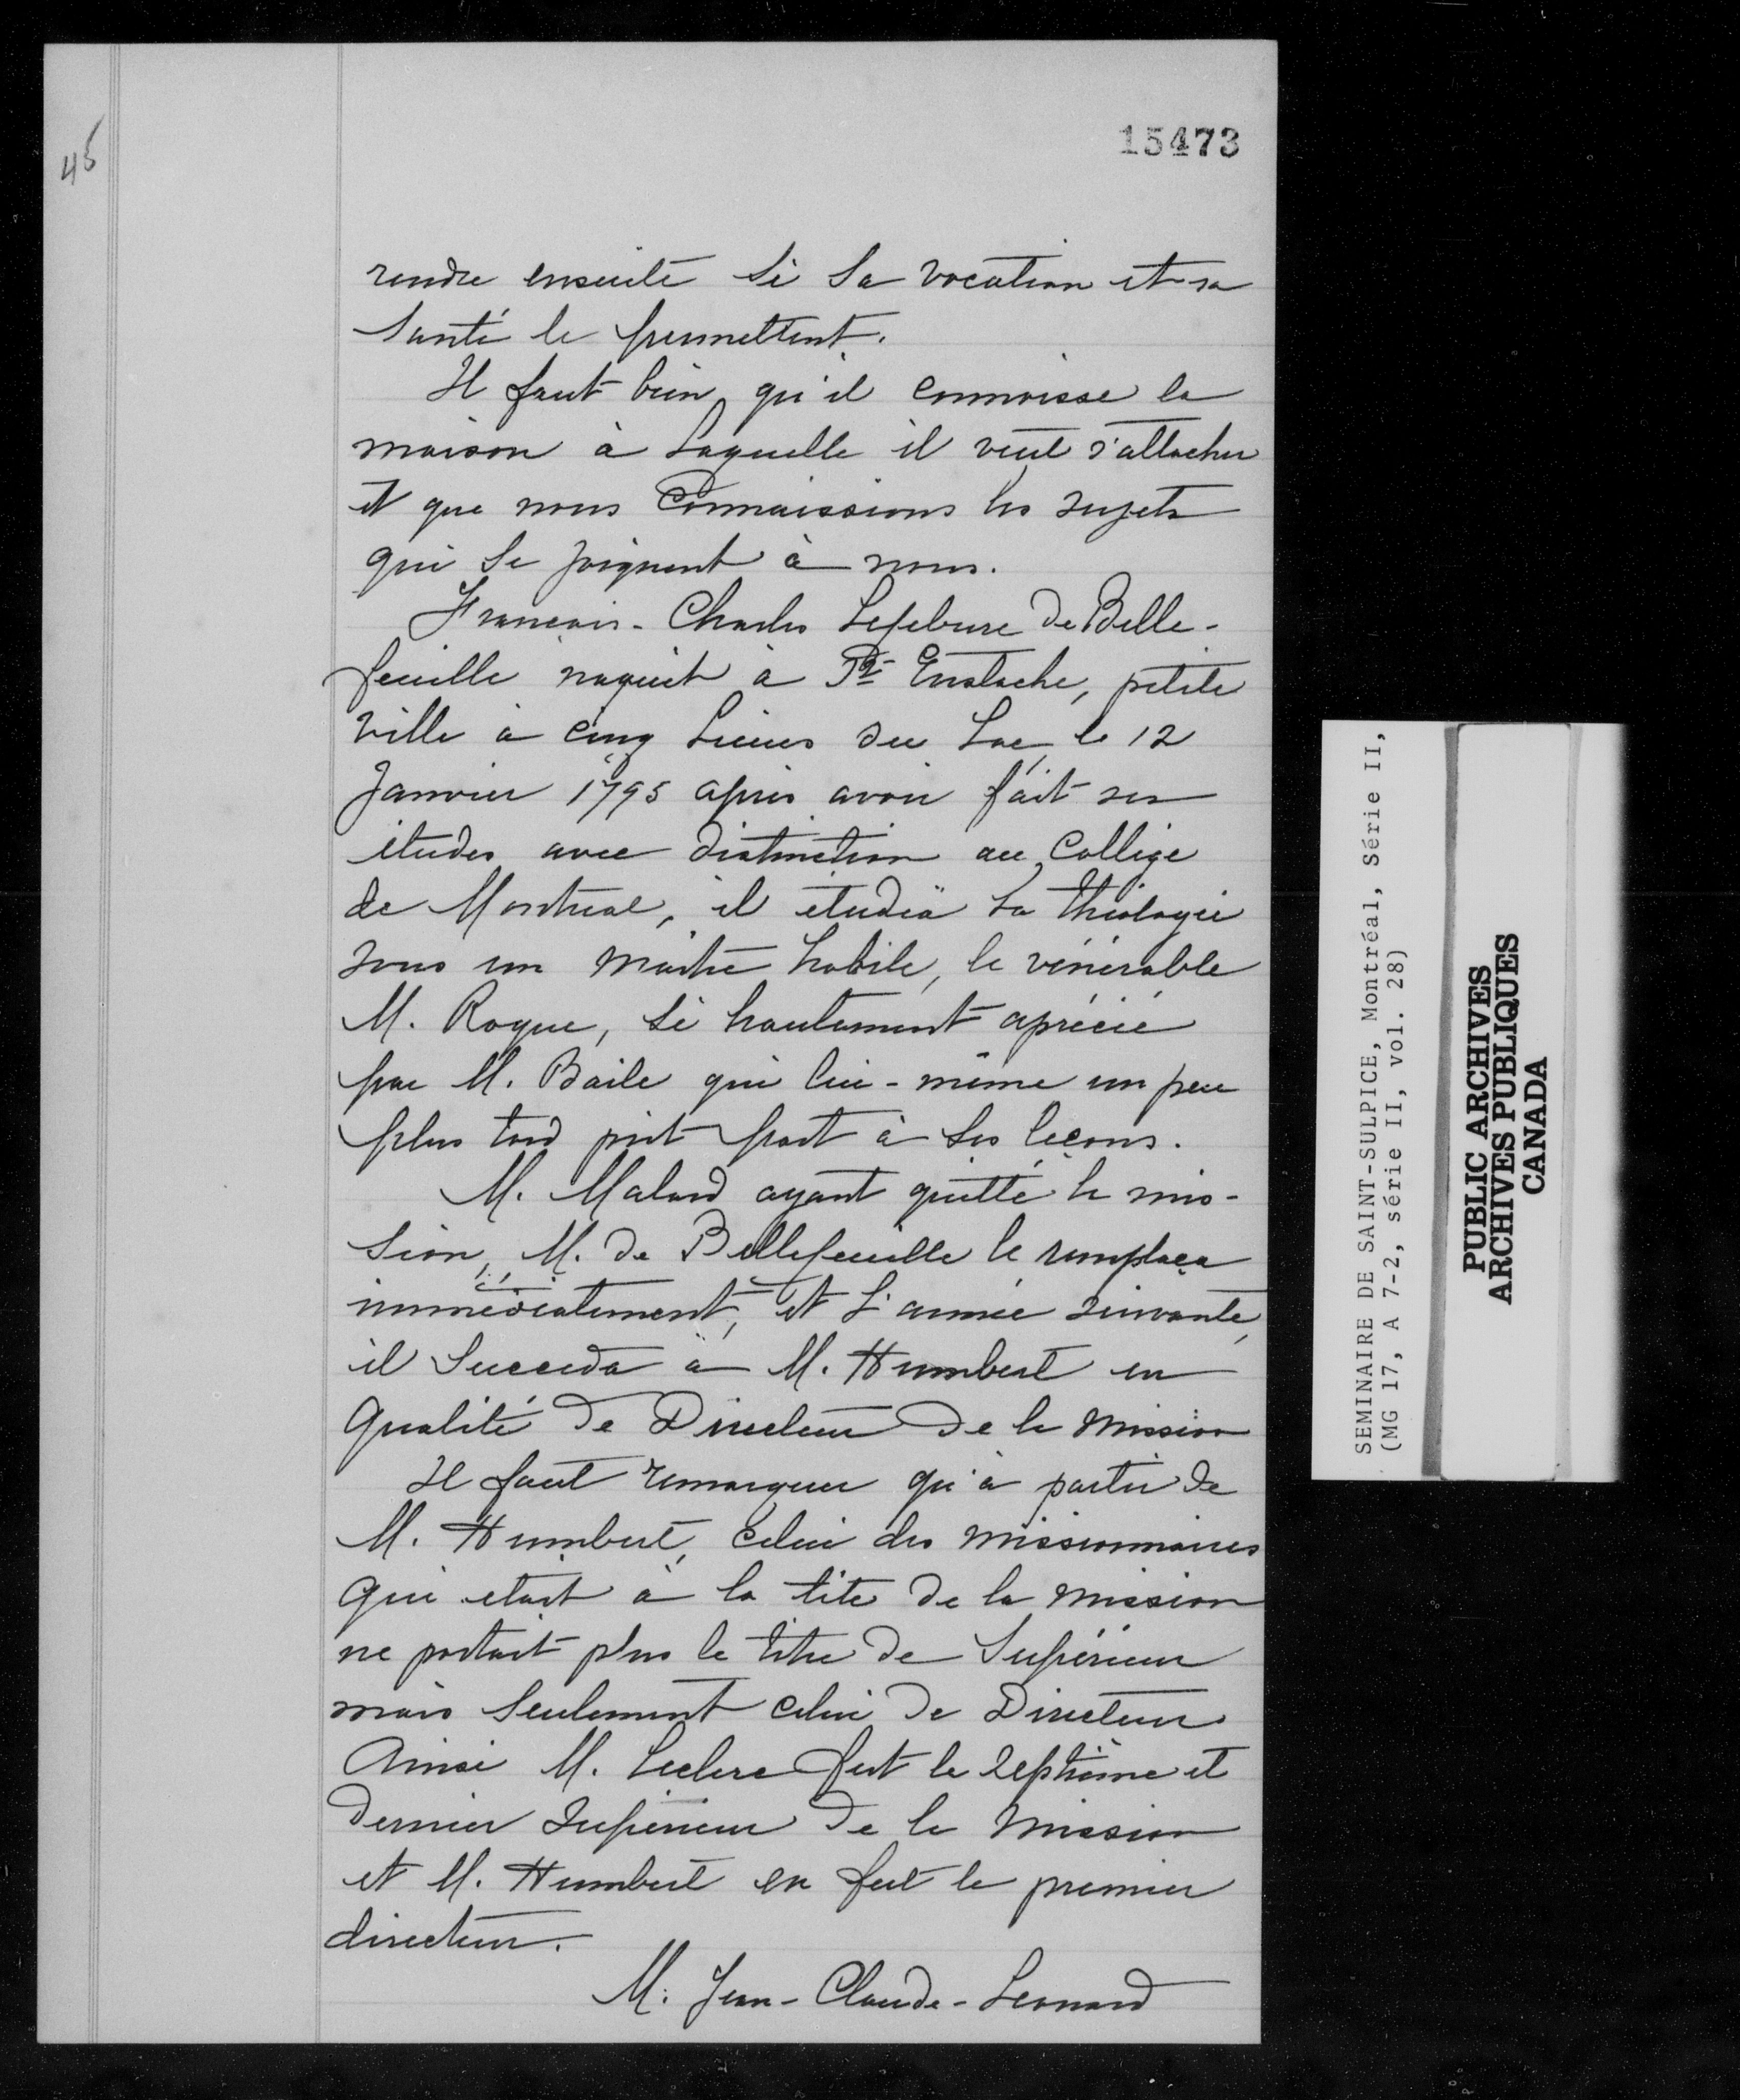 15473
45
rendre ensuite si sa vocation et sa
santé le permettent.
Il faut bien qu'il connoisse la
maison à laquelle il veut s'attacher
et que nous connaissions les sujets
qui se joignent à nous.
Francois-Charles Lefebure de Belle-
feuille naquit à St Eustache, petite
ville à cinq lieues du Lac, le 12
Janvier 1795 après avoir fait ses
études avec distinction au Collège
de Montreal, il étudia la théologie
sous un maître habile, le vénérable
M. Roque, si hautement aprécié
par M. Baile qui lui-même un peu
plus tard prit part à ses leçons.
M. Malard ayant quitté la mis-
sion, M. de Bellefeuille le remplaça
immédiatement, et l'année suivante,
il succeda à M. Humbert en
qualité de Directeur de la mission
Il faut remarquer qu'à partir de
M. Humbert, celui des missionnaires
qui etait à la tête de la mission
ne portait plus le titre de Supérieur
mais seulement celui de Directeur
Ainsi M. Leclerc fut le septième et
dernier supérieur de la mission
et M. Humbert en fut le premier
directeur.
M. Jean-Claude-Leonard
SEMINAIRE DE SAINT-SULPICE, Montréal, Série II,
(MG 17, A 7-2, série II, vol. 28)
PUBLIC ARCHIVES
ARCHIVES PUBLIQUES
CANADA